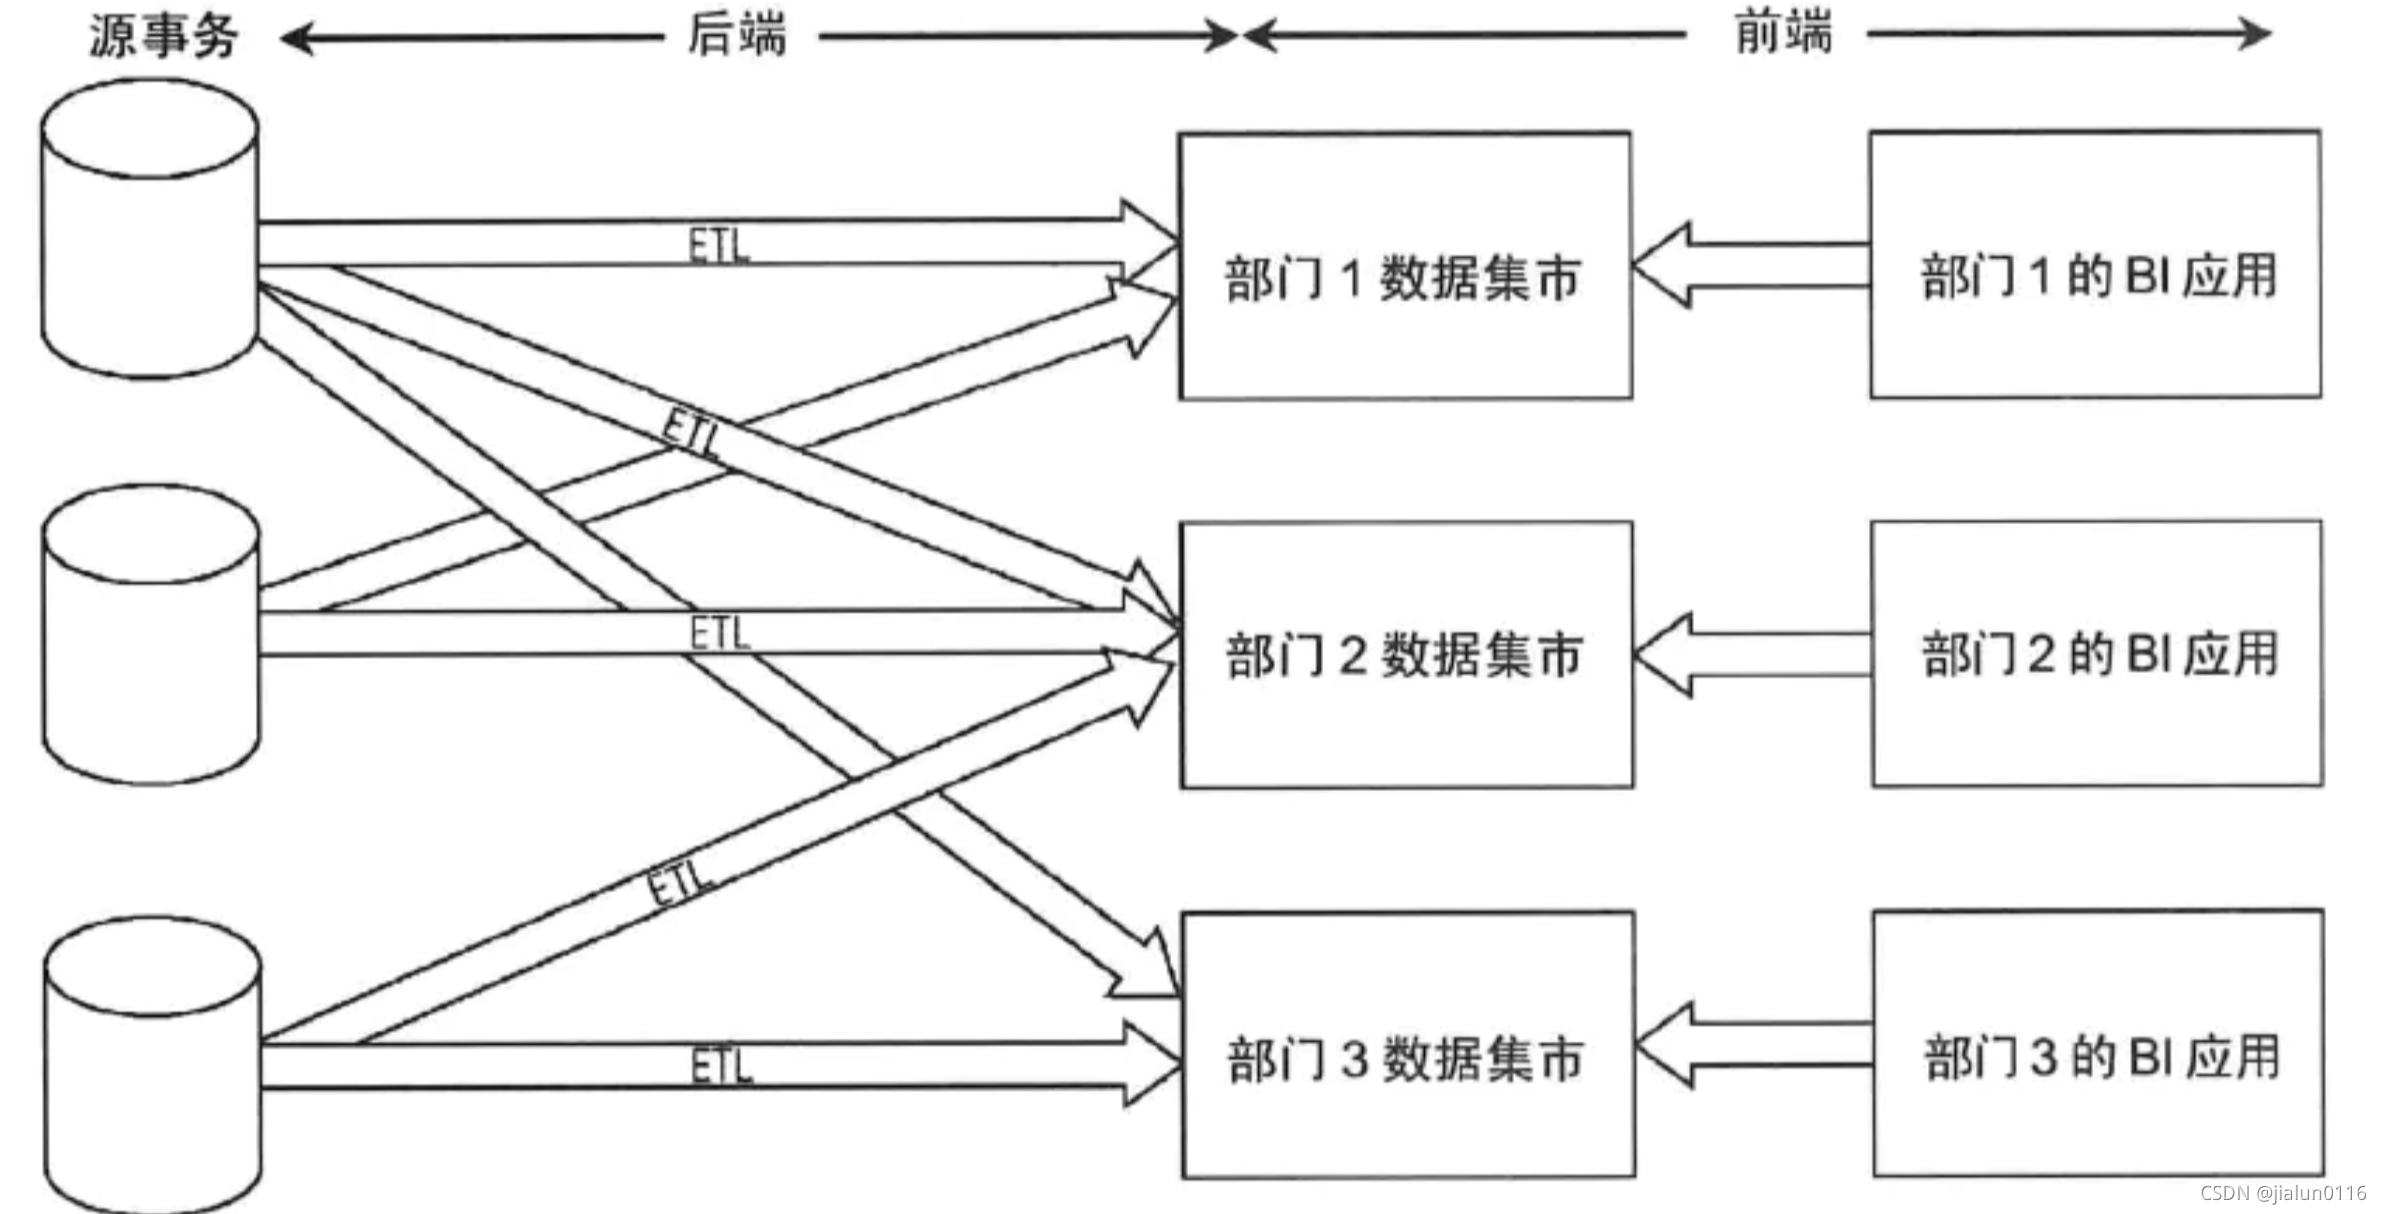 源事务
后端
前端
ETL
部门 1 数据集市
部门 1 的 BI 应用
ETL
ETL
部门 2 数据集市
部门 2 的 BI 应用
ETL
ETL
部门 3 数据集市
部门 3 的 BI 应用
CSDN @jialun0116